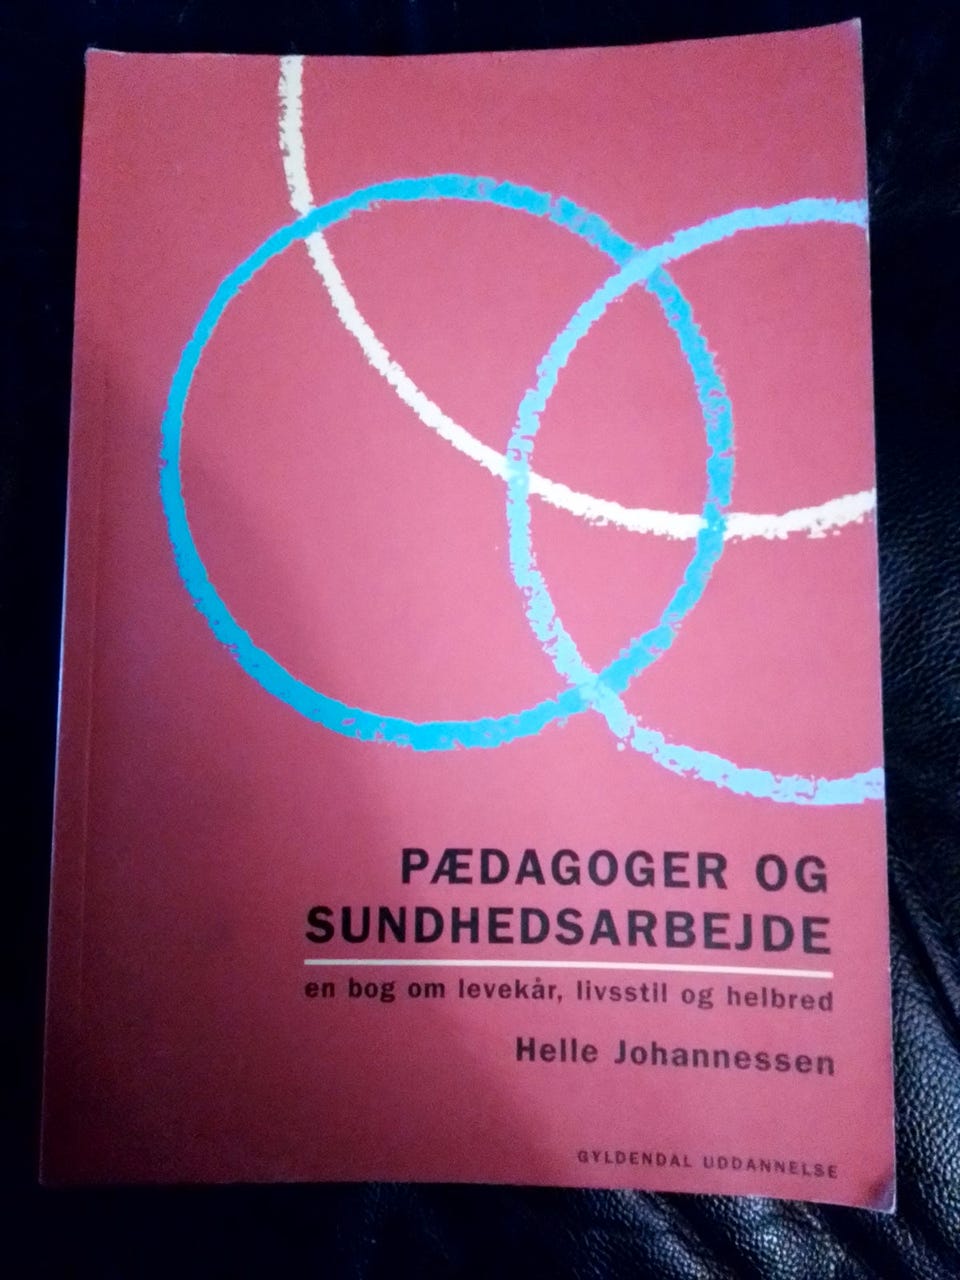 PÆDAGOGER OG
SUNDHEDSARBEJDE
en bog om levekår, livsstil og helbred
Helle Johannessen
GYLDENDAL UDDANNELSE